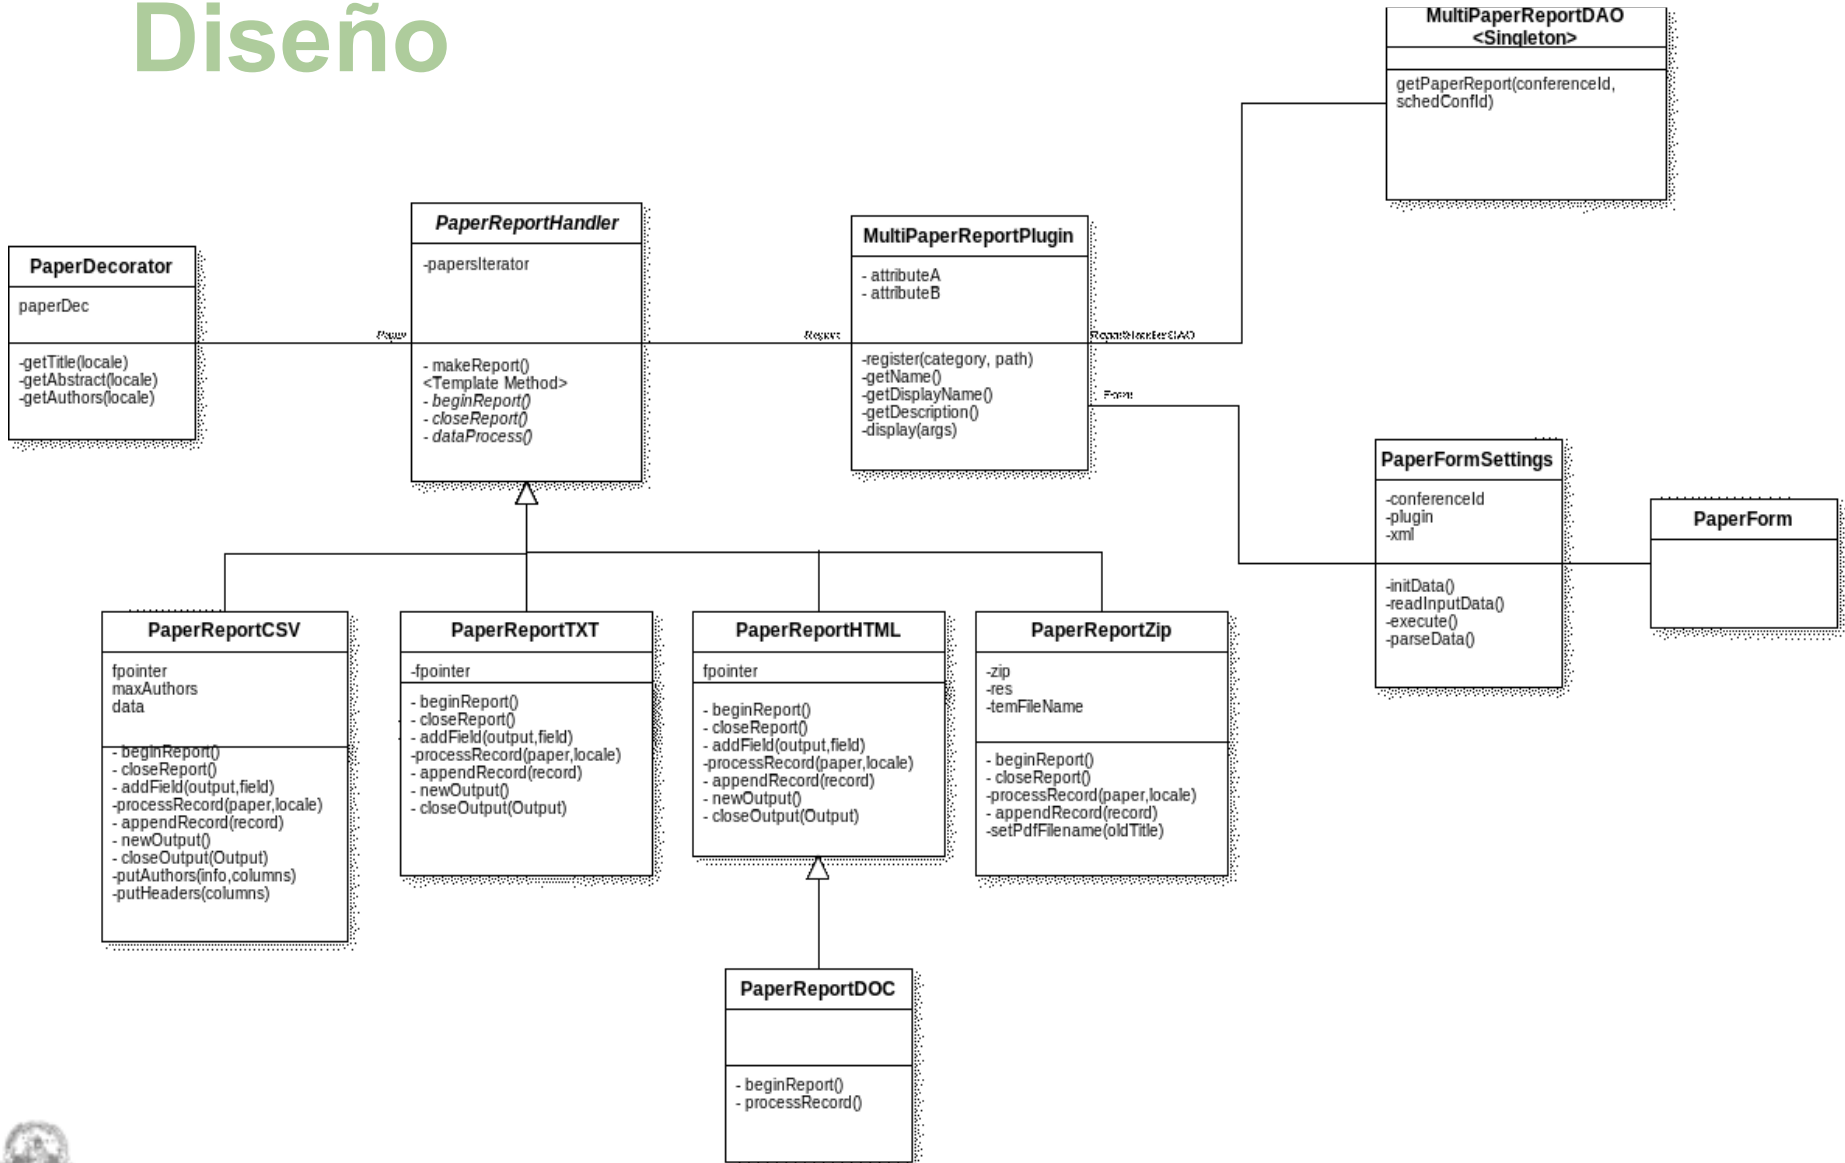 Diseño
MultiPaperReportDAO
<Singleton>
getPaperReport(conferenceId,
schedConfId)
PaperDecorator
paperDec
-getTitle(locale)
-getAbstract(locale)
-getAuthors(locale)
Paper
PaperReportHandler
-papersIterator
- makeReport()
<Template Method>
- beginReport()
- closeReport()
- dataProcess()
Report
MultiPaperReportPlugin
- attributeA
- attributeB
-register(category, path)
-getName()
-getDisplayName()
-getDescription()
-display(args)
Form
PaperFormSettings
-conferenceId
-plugin
-xml
-initData()
-readInputData()
-execute()
-parseData()
PaperForm
PaperReportCSV
fpointer
maxAuthors
data
- beginReport()
- closeReport()
- addField(output,field)
-processRecord(paper,locale)
- appendRecord(record)
- newOutput()
- closeOutput(Output)
-putAuthors(info,columns)
-putHeaders(columns)
PaperReportTXT
-fpointer
- beginReport()
- closeReport()
- addField(output,field)
-processRecord(paper,locale)
- appendRecord(record)
- newOutput()
- closeOutput(Output)
PaperReportHTML
fpointer
- beginReport()
- closeReport()
- addField(output,field)
-processRecord(paper,locale)
- appendRecord(record)
- newOutput()
- closeOutput(Output)
PaperReportZip
-zip
-res
-temFileName
- beginReport()
- closeReport()
-processRecord(paper,locale)
- appendRecord(record)
-setPdfFilename(oldTitle)
PaperReportDOC
- beginReport()
- processRecord()